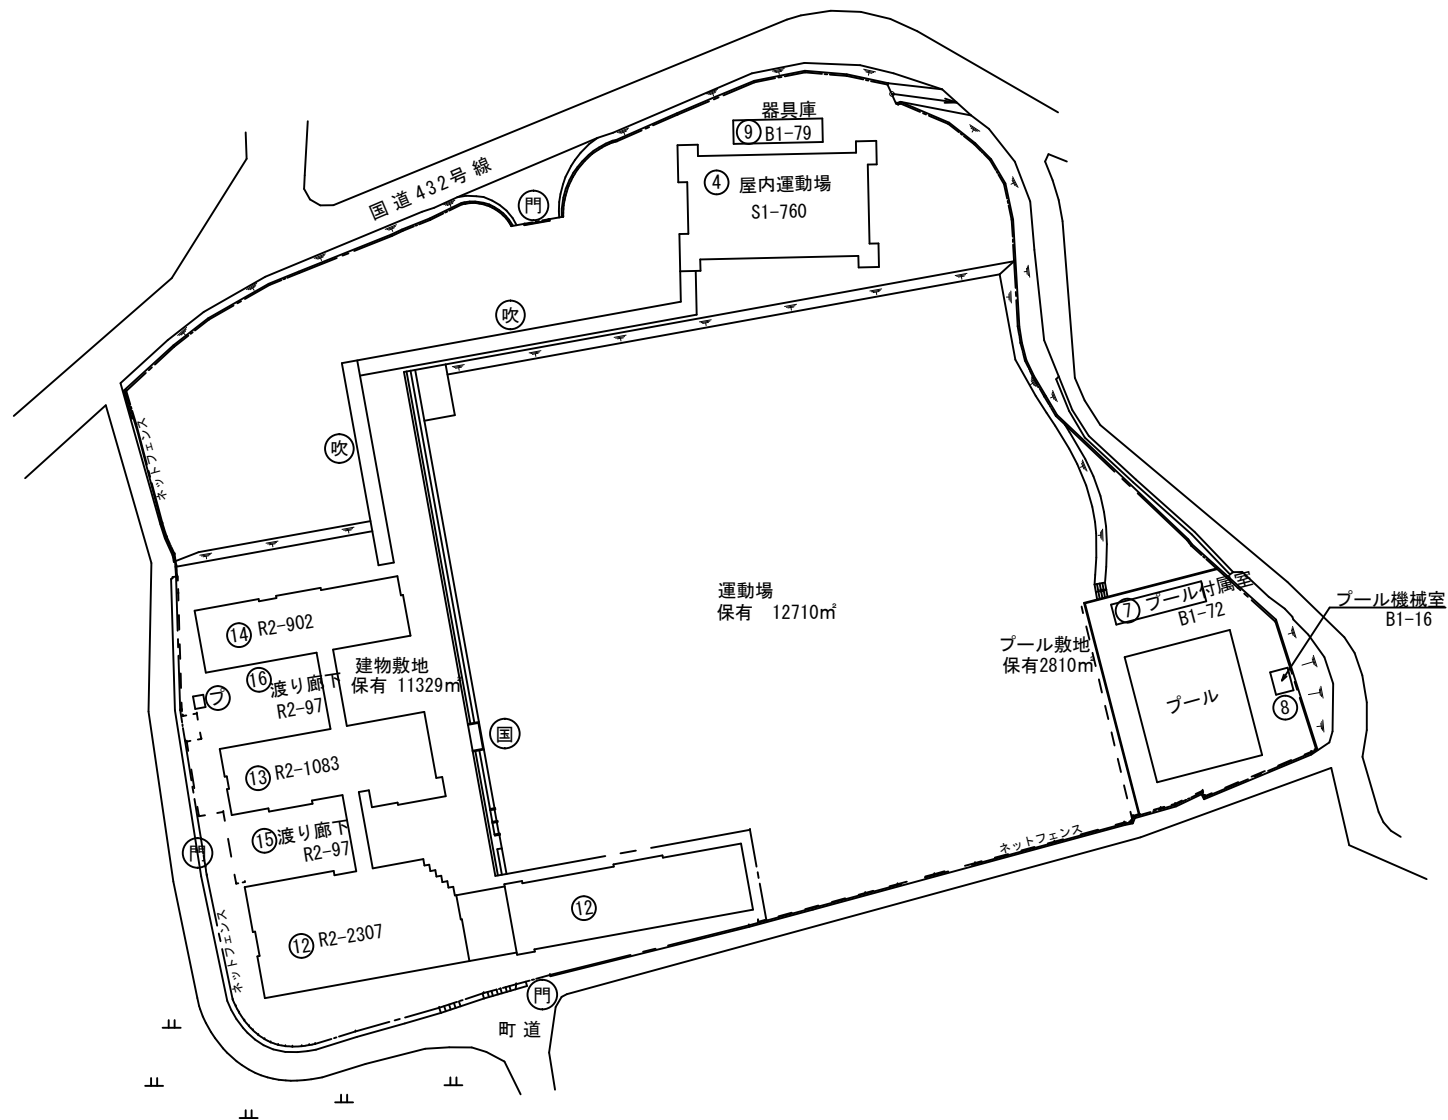 器具庫
⑨ B1-79
④ 屋内運動場
S1-760
国道432号線
門
吹
吹
ネットフェンス
運動場
保有 12710㎡
⑦ プール付属室
B1-72
プール機械室
B1-16
⑭ R2-902
プール敷地
保有2810㎡
建物敷地
保有 11329㎡
⑯ 渡り廊下
R2-97
プ
プール
⑧
国
⑬ R2-1083
⑮ 渡り廊下
R2-97
門
ネットフェンス
⑫
⑫ R2-2307
ネットフェンス
門
町道